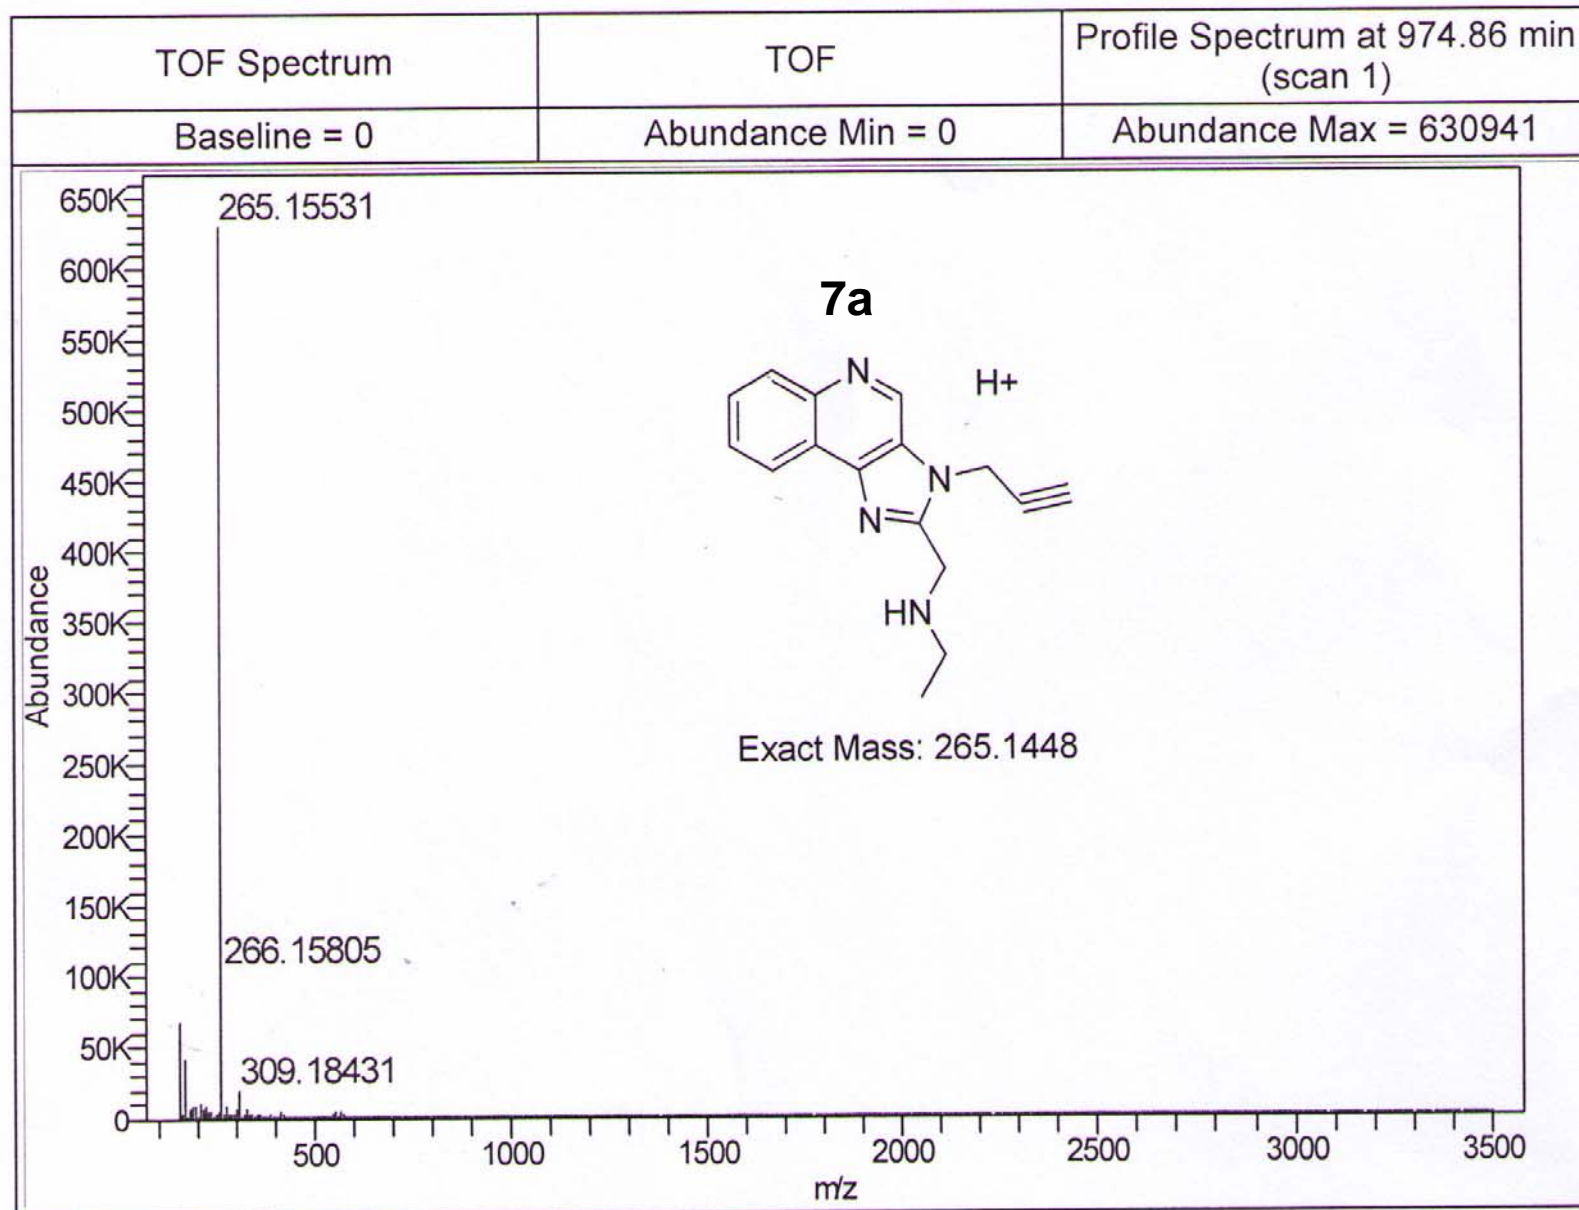 TOF Spectrum
TOF
Profile Spectrum at 974.86 min
(scan 1)
Baseline = 0
Abundance Min = 0
Abundance Max = 630941
650K
600K
550K
500K
450K
400K
350K
300K
250K
200K
150K
100K
50K
0
Abundance
265.15531
266.15805
309.18431
7a
N
H+
N
N
HN
Exact Mass: 265.1448
500
1000
1500
2000
2500
3000
3500
m/z